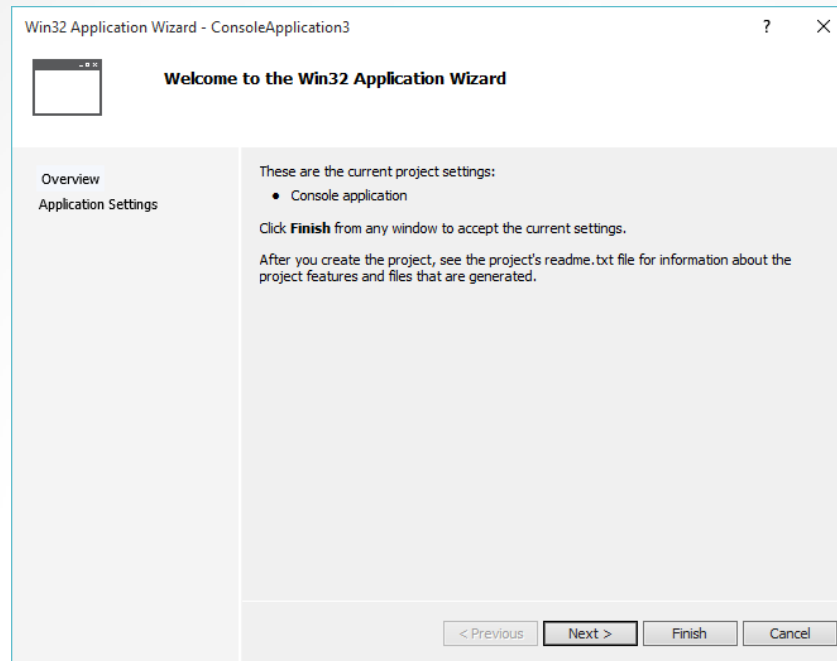 Win32 Application Wizard - ConsoleApplication3
Welcome to the Win32 Application Wizard
Overview
Application Settings
These are the current project settings:
• Console application
Click Finish from any window to accept the current settings.
After you create the project, see the project's readme.txt file for information about the
project features and files that are generated.
< Previous
Next >
Finish
Cancel